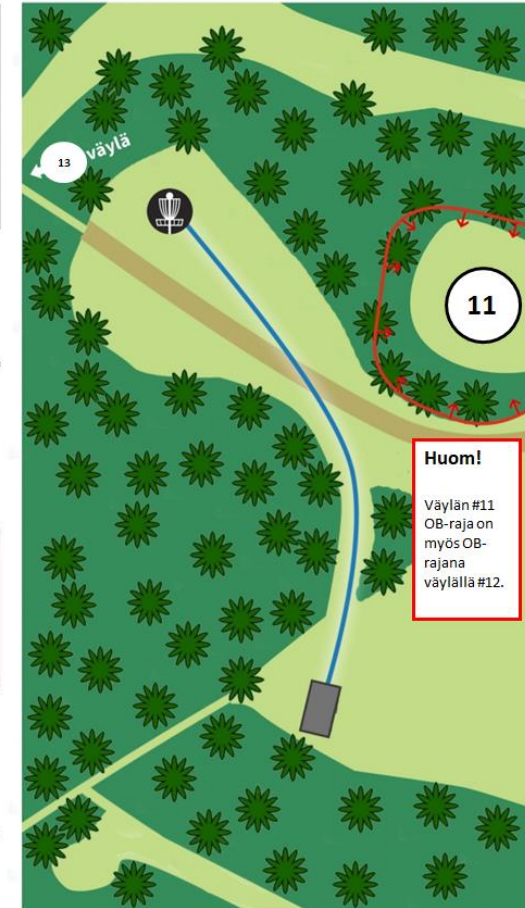 13 väylä
11
Huom!
Väylän #11
OB-raja on
myös OB-
rajana
väylällä #12.